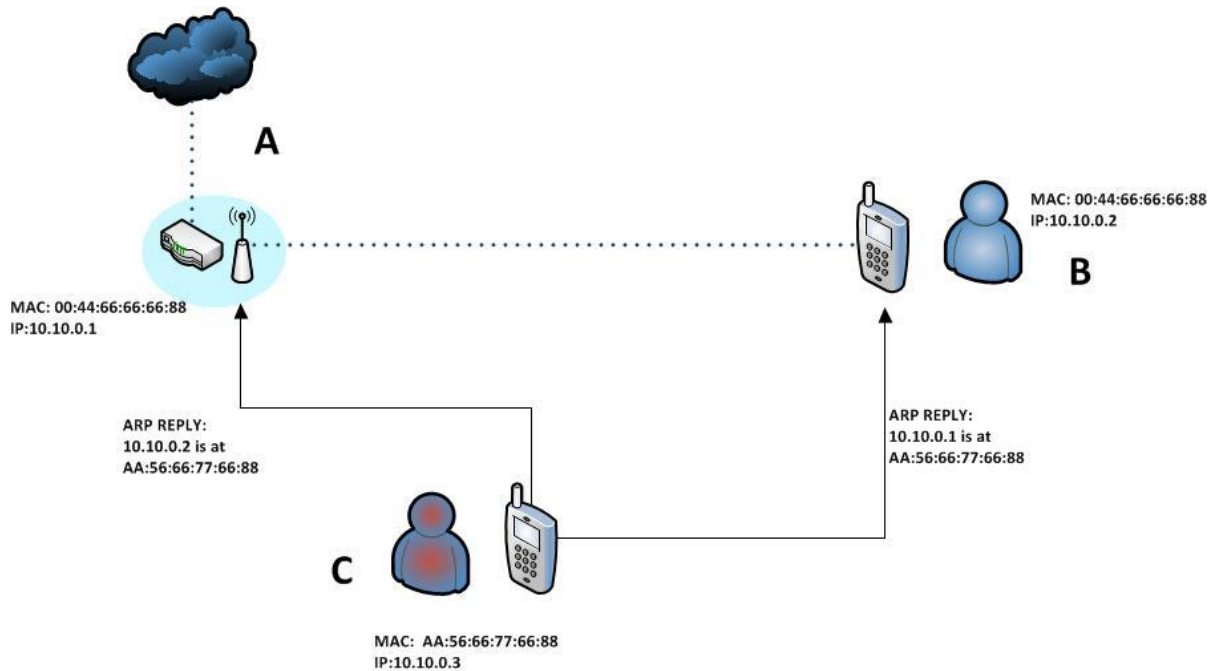 A
MAC: 00:44:66:66:66:88
IP:10.10.0.2
B
MAC: 00:44:66:66:66:88
IP:10.10.0.1
ARP REPLY:
10.10.0.2 is at
AA:56:66:77:66:88
ARP REPLY:
10.10.0.1 is at
AA:56:66:77:66:88
C
MAC:  AA:56:66:77:66:88
IP:10.10.0.3